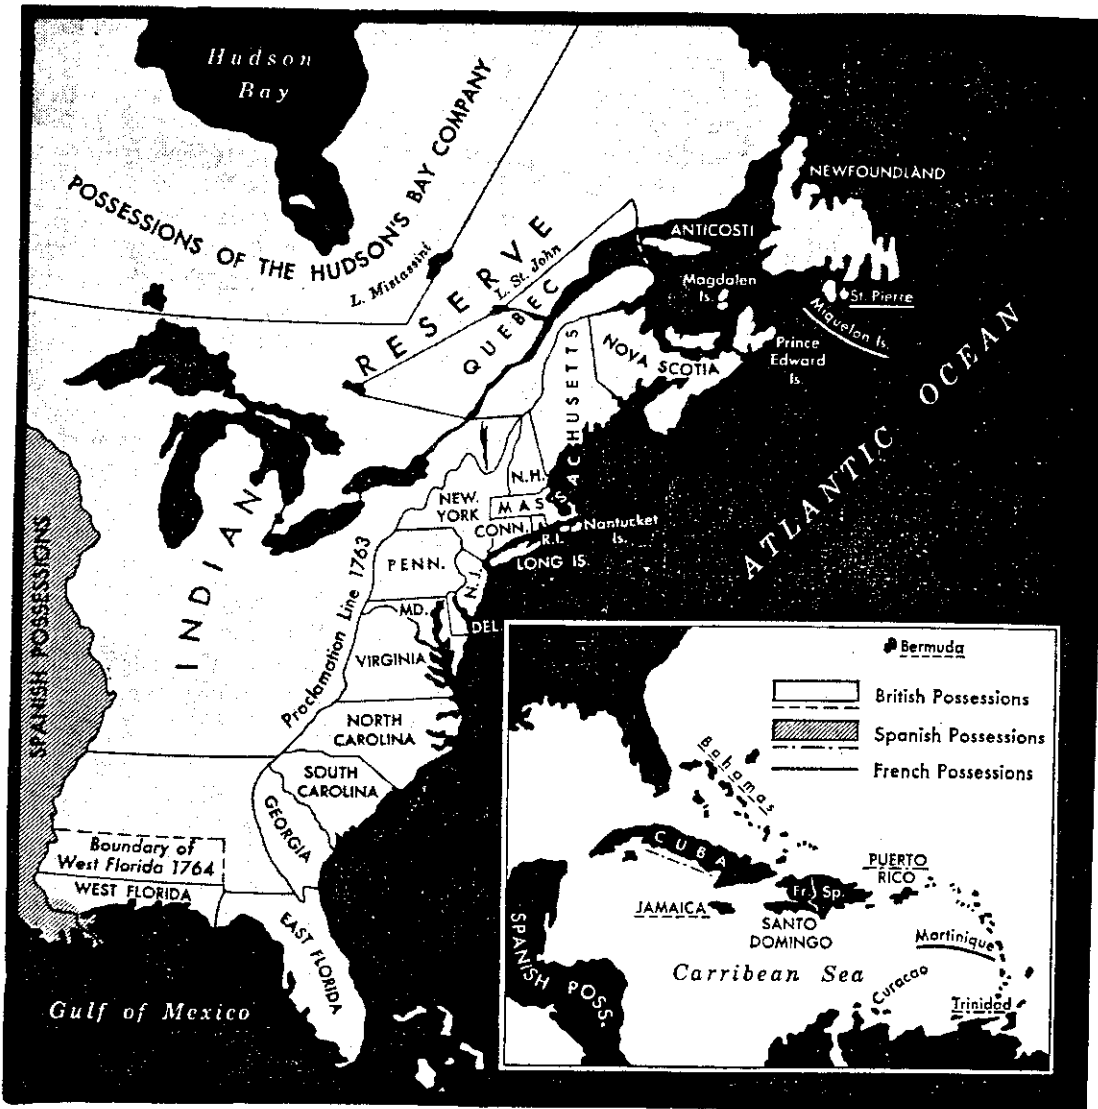 Hudson
Bay
POSSESSIONS OF THE HUDSON'S BAY COMPANY
L. Mistassini
RESERVE
L. St. John
QUEBEC
NEWFOUNDLAND
ANTICOSTI
Magdalen
Is.
St. Pierre
Miquelon Is.
Prince
Edward
Is.
NOVA SCOTIA
ATLANTIC OCEAN
MASSACHUSETTS
N.H.
NEW
YORK
CONN.
R.I.
Nantucket
Is.
LONG IS.
PENN.
N.J.
MD.
DEL.
INDIAN
Proclamation Line 1763
SPANISH POSSESSIONS
VIRGINIA
NORTH
CAROLINA
SOUTH
CAROLINA
GEORGIA
Boundary of
West Florida 1764
WEST FLORIDA
EAST FLORIDA
Gulf of Mexico
Bermuda
British Possessions
Spanish Possessions
French Possessions
Bahamas
CUBA
PUERTO
RICO
Fr. Sp.
JAMAICA
SANTO
DOMINGO
SPANISH POSS.
Martinique
Carribean Sea
Curacao
Trinidad